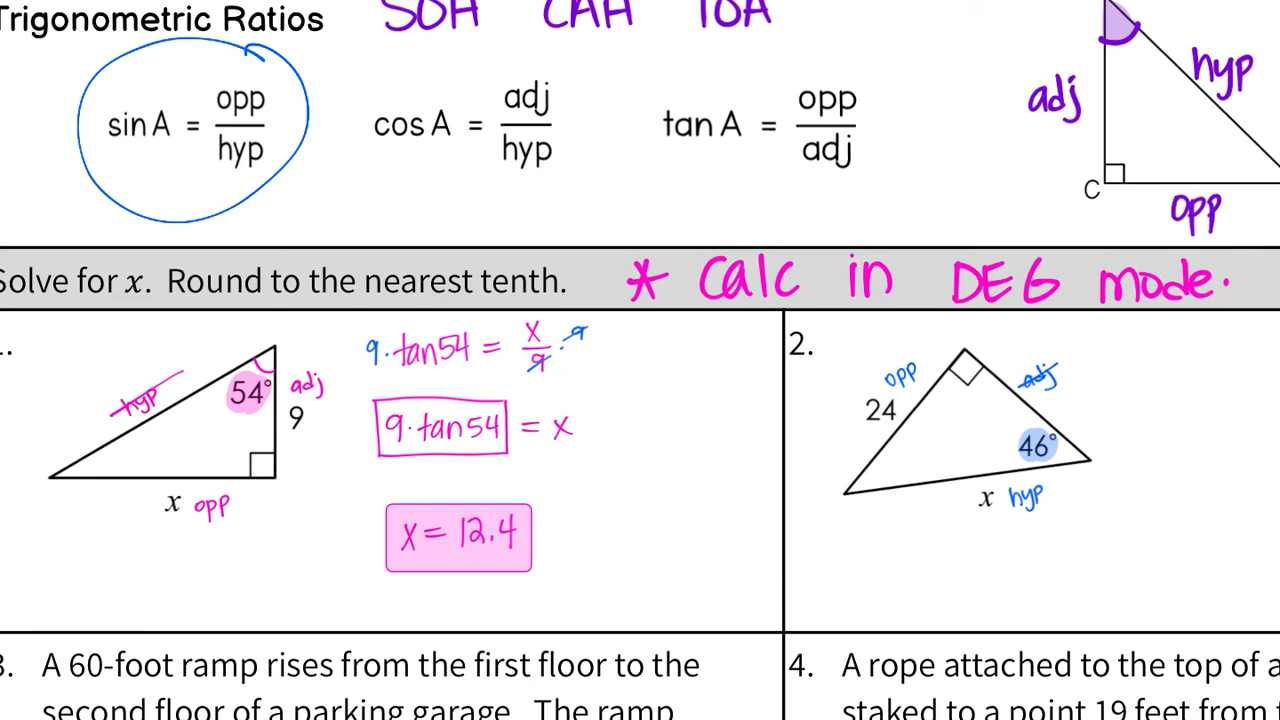 Trigonometric Ratios SOH CAH TOA
sin A = opp/hyp cos A = adj/hyp tan A = opp/adj
adj hyp
C
opp
Solve for x. Round to the nearest tenth. * Calc in DEG mode.
hyp 54° adj
9
x opp
9·tan54 = x/9 ·9
9·tan54 = x
x = 12.4
2.
opp adj
24
46°
x hyp
3. A 60-foot ramp rises from the first floor to the
second floor of a parking garage. The ramp
4. A rope attached to the top of a
staked to a point 19 feet from